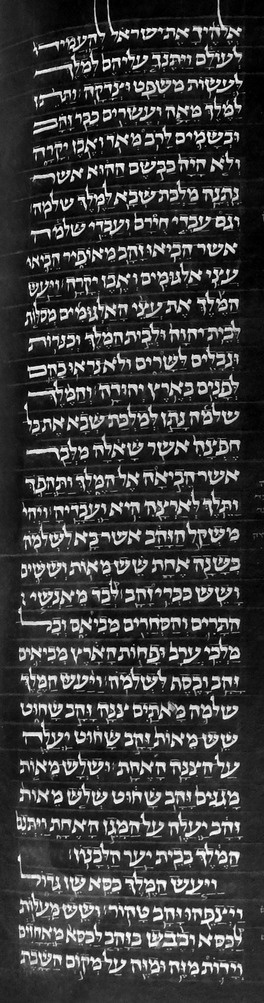 אלהיך את ישראל להעמידו
לעולם ויתנך עליהם למלך
לעשות משפט וצדקה ותתן
למלך מאה ועשרים ככר זהב
ובשמים לרב מאד ואבן יקרה
ולא היה כבשם ההוא אשר
נתנה מלכת שבא למלך שלמה
וגם עבדי חירם ועבדי שלמה
אשר הביאו זהב מאופיר הביאו
עצי אלגומים ואבן יקרה ויעש
המלך את עצי האלגומים מסלות
לבית יהוה ולבית המלך וכנרות
ונבלים לשרים ולא נראו כהם
לפנים בארץ יהודה והמלך
שלמה נתן למלכת שבא את כל
חפצה אשר שאלה מלבד
אשר הביאה אל המלך ותהפך
ותלך לארצה היא ועבדיה ויהי
משקל הזהב אשר בא לשלמה
בשנה אחת שש מאות וששים
ושש ככרי זהב לבד מאנשי
התרים והסחרים מביאם וכל
מלכי ערב ופחות הארץ מביאים
זהב וכסף לשלמה ויעש המלך
שלמה מאתים צנה זהב שחוט
שש מאות זהב שחוט יעלה
על הצנה האחת ושלש מאות
מגנים זהב שחוט שלש מאות
זהב יעלה על המגן האחת ויתנם
המלך בבית יער הלבנון
ויעש המלך כסא שן גדול
ויצפהו זהב טהור ושש מעלות
לכסא וכבש בזהב לכסא מאחזים
וידות מזה ומזה על מקום השבת